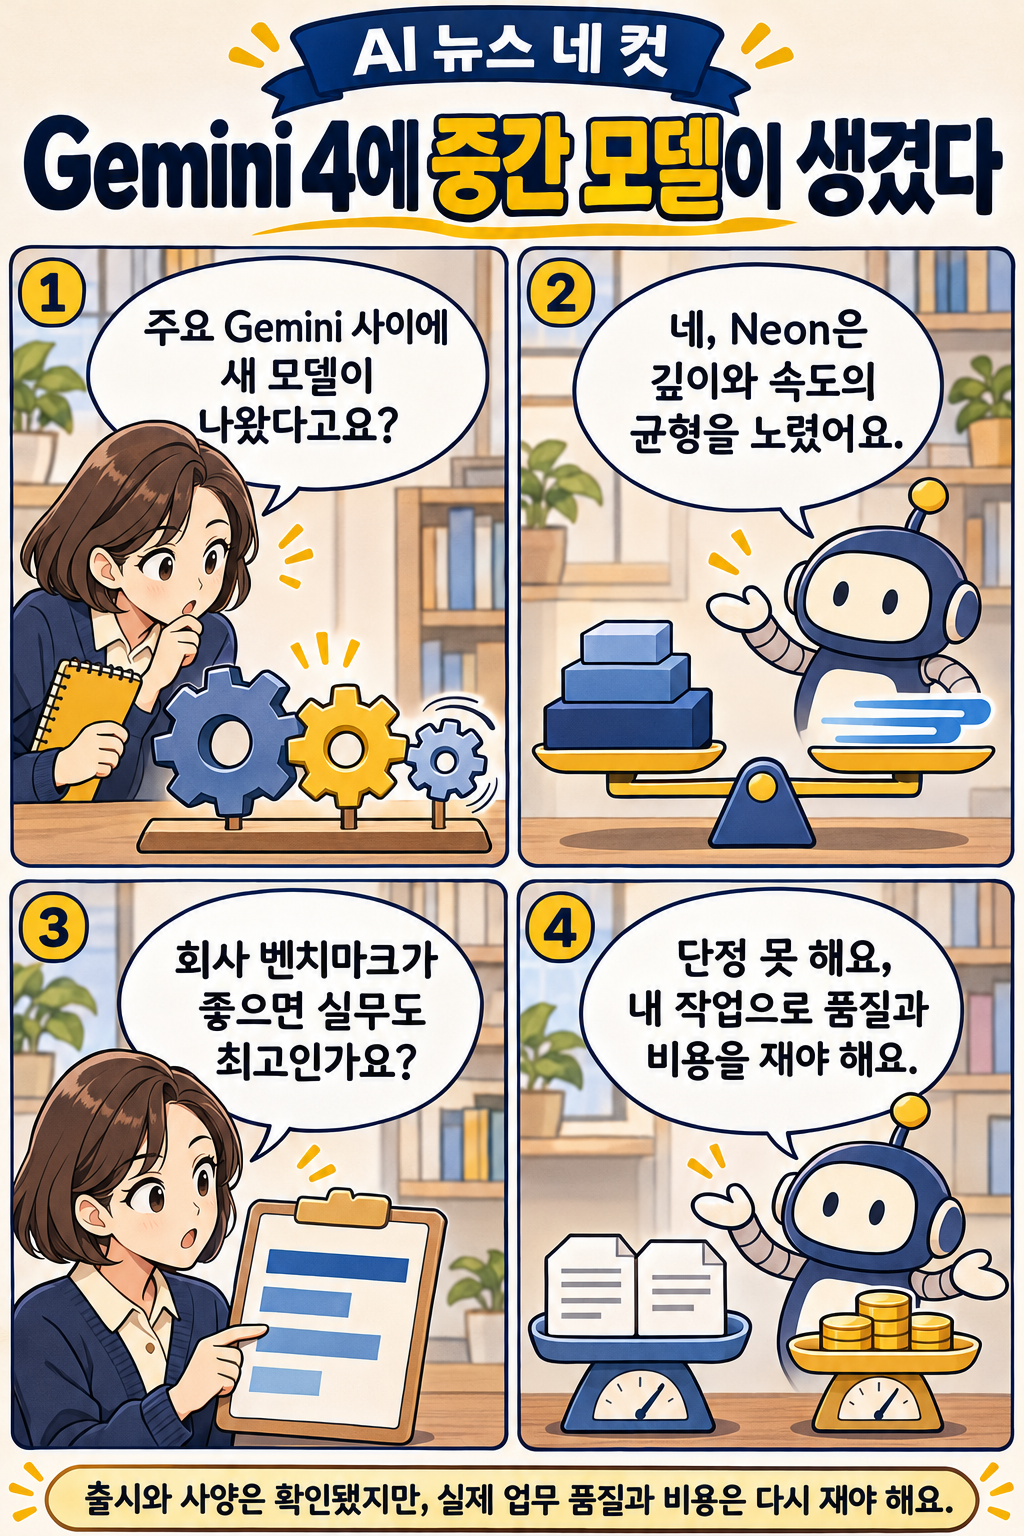 AI 뉴스 네 컷
Gemini 4에 중간 모델이 생겼다
1
주요 Gemini 사이에
새 모델이
나왔다고요?
2
네, Neon은
깊이와 속도의
균형을 노렸어요.
3
회사 벤치마크가
좋으면 실무도
최고인가요?
4
단정 못 해요,
내 작업으로 품질과
비용을 재야 해요.
출시와 사양은 확인됐지만, 실제 업무 품질과 비용은 다시 재야 해요.